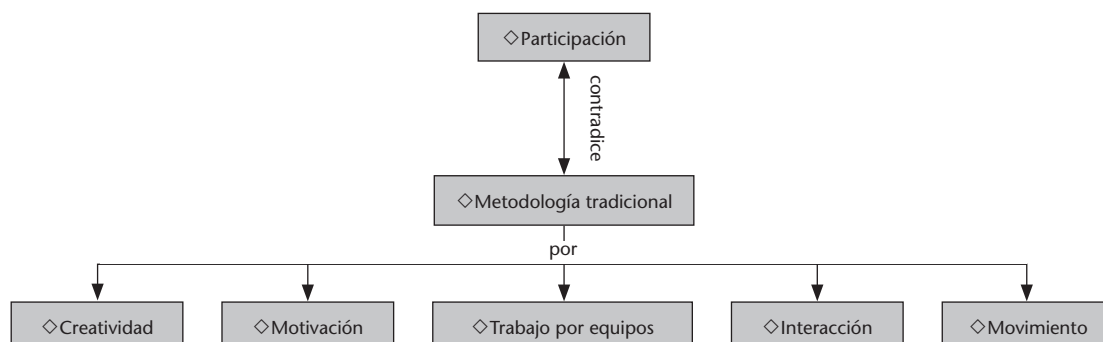 ◇Participación
contradice
◇Metodología tradicional
por
◇Creatividad
◇Motivación
◇Trabajo por equipos
◇Interacción
◇Movimiento